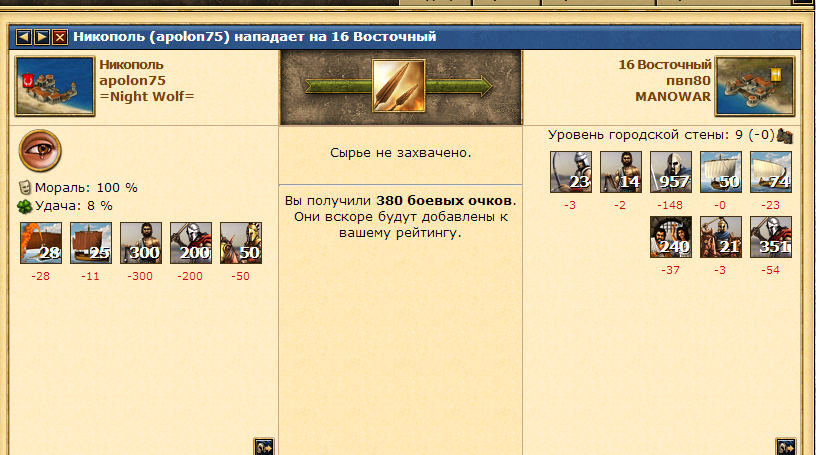 Никополь (apolon75) нападает на 16 Восточный
Никополь
apolon75
=Night Wolf=
16 Восточный
пвп80
MANOWAR
Мораль: 100 %
Удача: 8 %
28 25 300 200 50
-28 -11 -300 -200 -50
Сырье не захвачено.
Вы получили 380 боевых очков.
Они вскоре будут добавлены к
вашему рейтингу.
Уровень городской стены: 9 (-0)
23 14 957 50 74
-3 -2 -148 -0 -23
240 21 351
-37 -3 -54